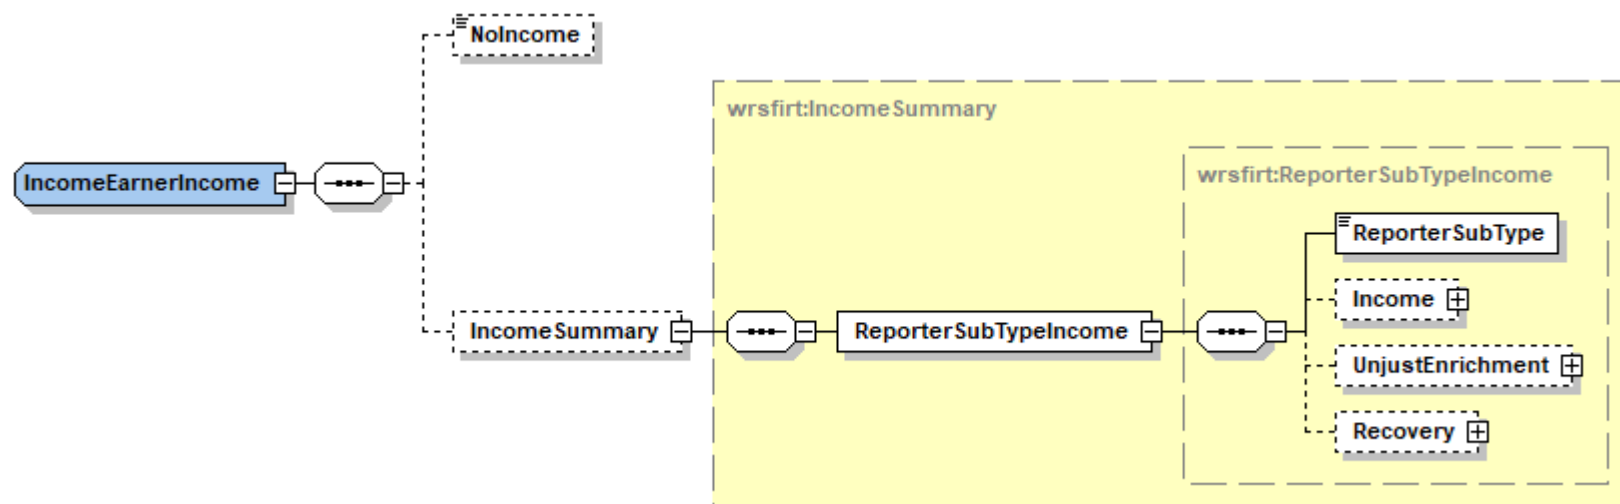 NoIncome
wrsfirt:IncomeSummary
wrsfirt:ReporterSubTypeIncome
IncomeEarnerIncome
ReporterSubType
Income
IncomeSummary
ReporterSubTypeIncome
UnjustEnrichment
Recovery